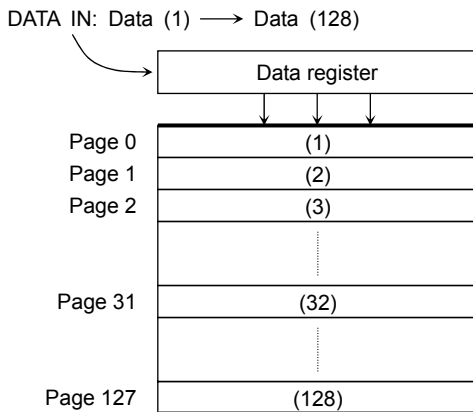 DATA IN: Data (1) ⟶ Data (128)
Data register
Page 0 (1)
Page 1 (2)
Page 2 (3)
Page 31 (32)
Page 127 (128)